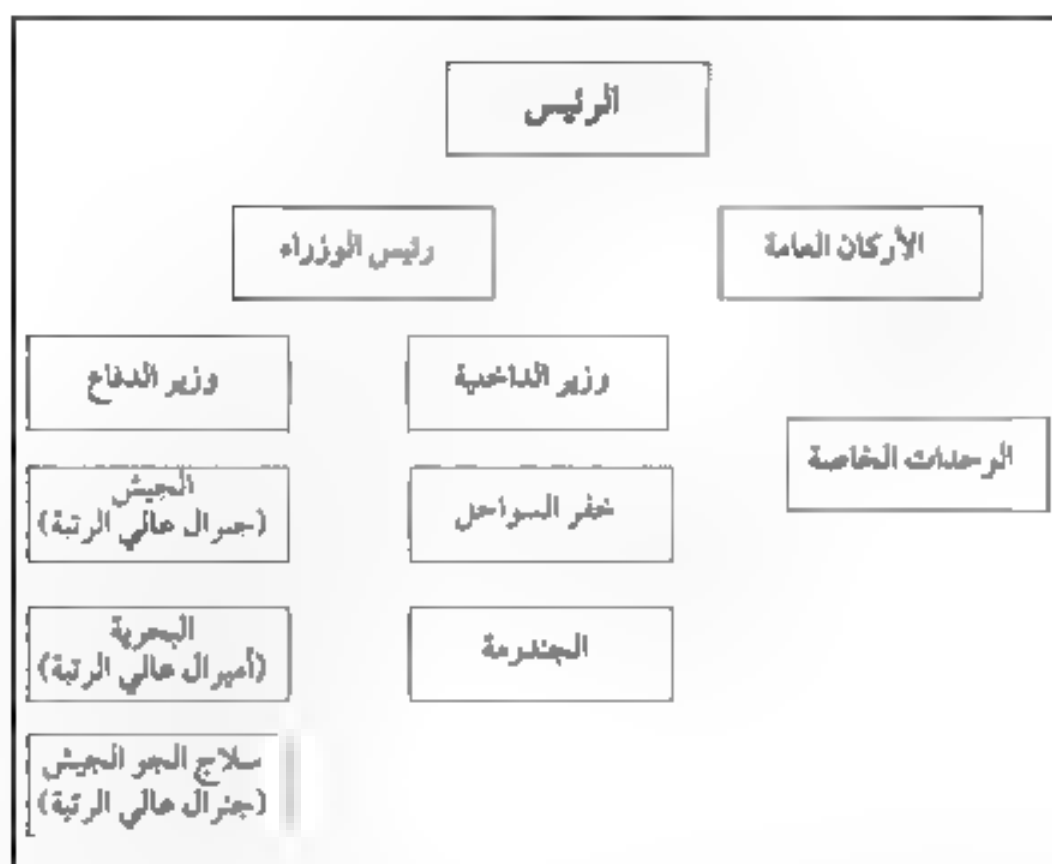 الرئيس
الأركان العامة
رئيس الوزراء
وزير الداخلية
وزير الدفاع
الوحدات الخاصة
خفر السواحل
الجيش
(جنرال عالي الرتبة)
الجندرمة
البحرية
(أميرال عالي الرتبة)
سلاح الجو الجيش
(جنرال عالي الرتبة)